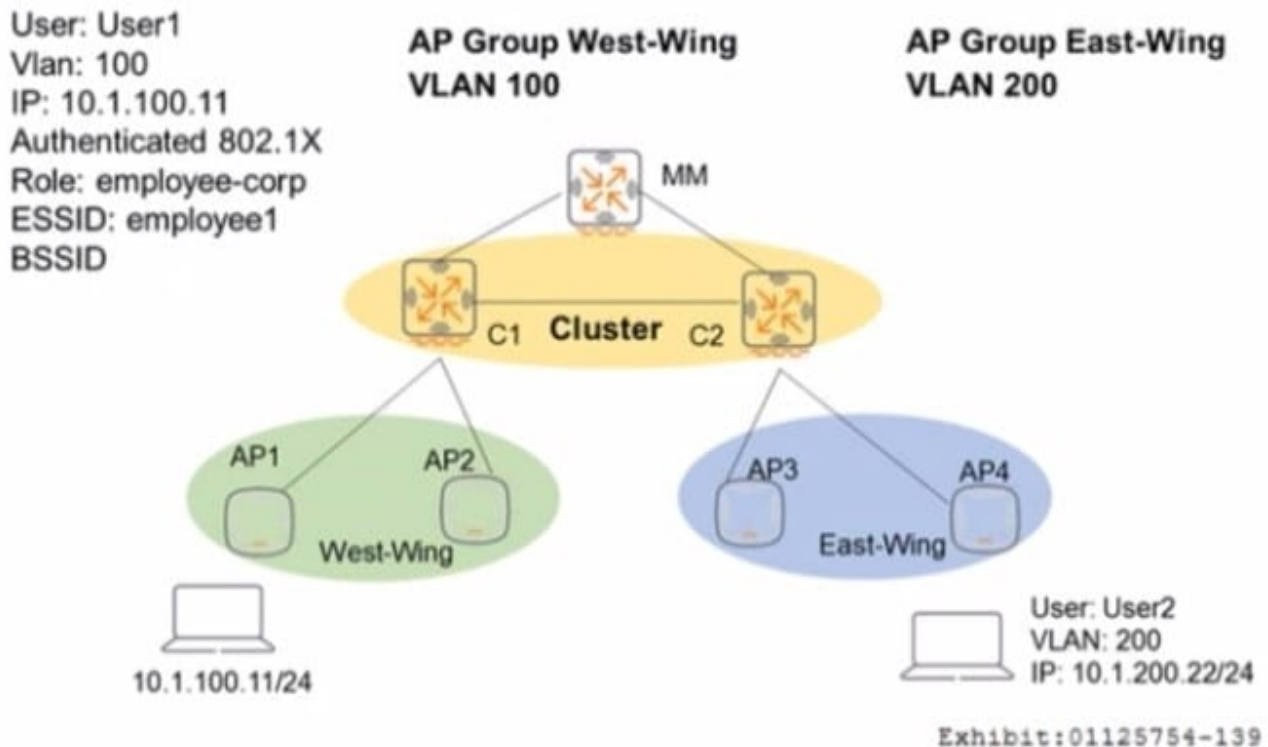 User: User1
Vlan: 100
IP: 10.1.100.11
Authenticated 802.1X
Role: employee-corp
ESSID: employee1
BSSID
AP Group West-Wing
VLAN 100
AP Group East-Wing
VLAN 200
MM
C1
Cluster
C2
AP1
AP2
West-Wing
AP3
AP4
East-Wing
10.1.100.11/24
User: User2
VLAN: 200
IP: 10.1.200.22/24
Exhibit:01125754-139